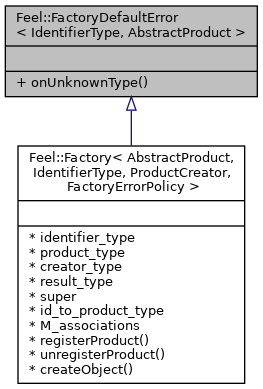 Feel::FactoryDefaultError
< IdentifierType, AbstractProduct >
+ onUnknownType()
Feel::Factory< AbstractProduct,
IdentifierType, ProductCreator,
FactoryErrorPolicy >
* identifier_type
* product_type
* creator_type
* result_type
* super
* id_to_product_type
* M_associations
* registerProduct()
* unregisterProduct()
* createObject()